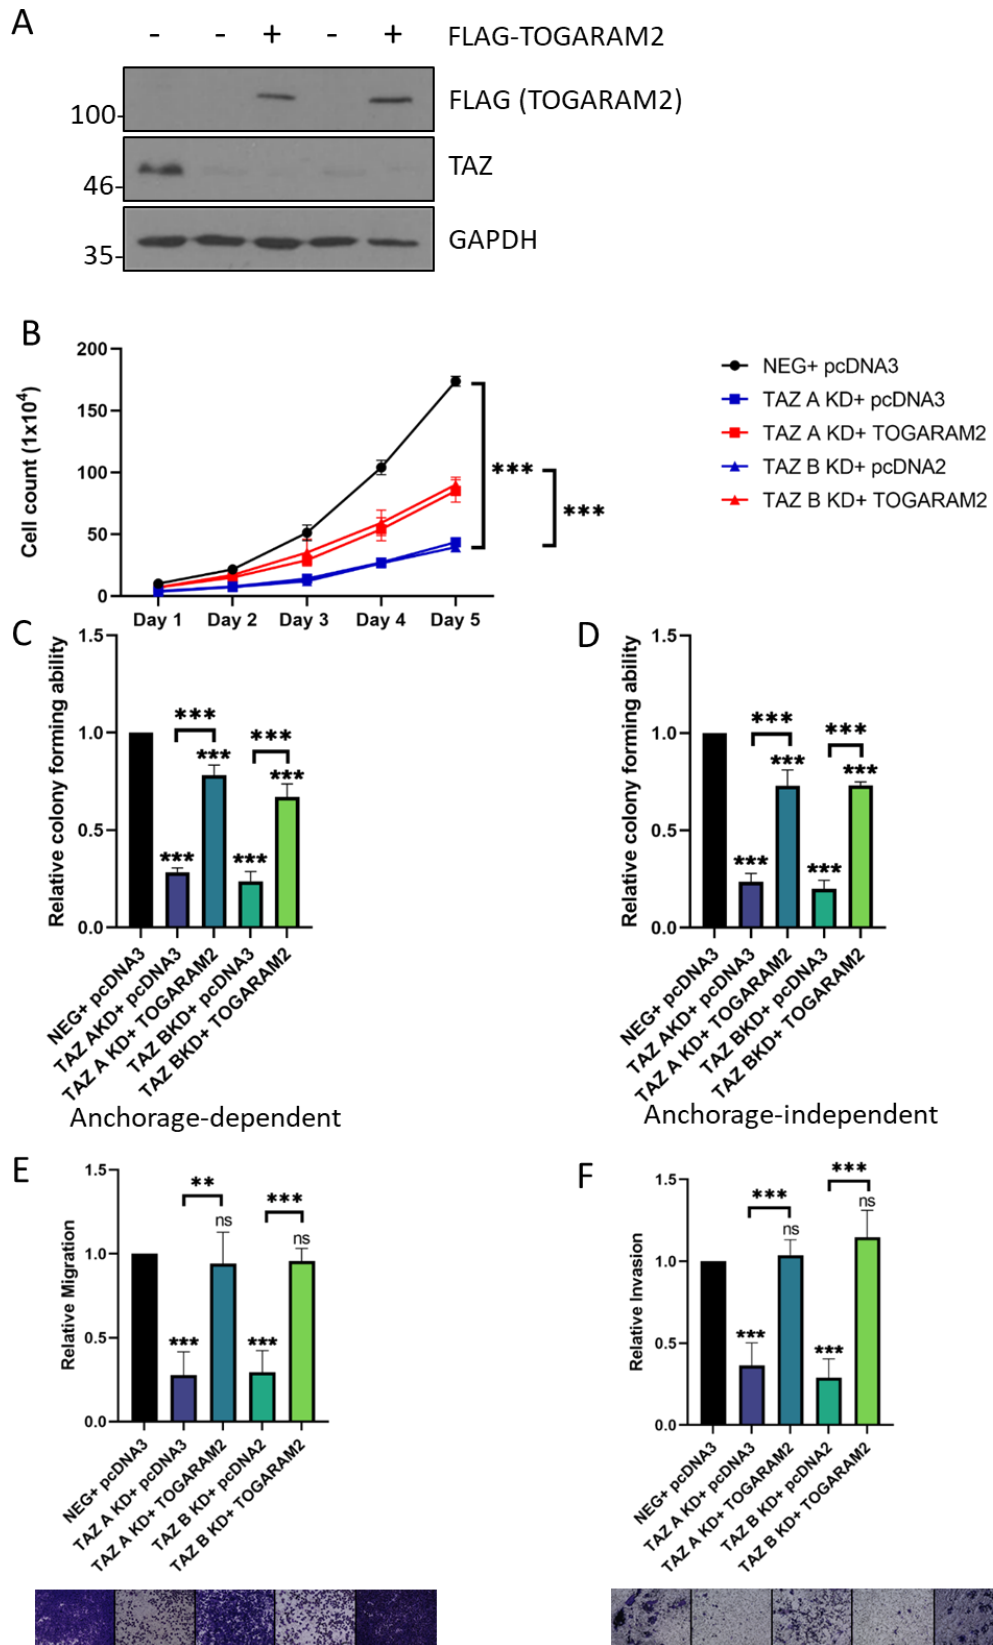 A
- - + - + FLAG-TOGARAM2
100 FLAG (TOGARAM2)
46 TAZ
35 GAPDH
B
Cell count (1x10⁴)
200
150
100
50
0
Day 1 Day 2 Day 3 Day 4 Day 5
***
***
NEG+ pcDNA3
TAZ A KD+ pcDNA3
TAZ A KD+ TOGARAM2
TAZ B KD+ pcDNA2
TAZ B KD+ TOGARAM2
C
Relative colony forming ability
1.5
1.0
0.5
0.0
*** ***
*** *** *** ***
NEG+ pcDNA3
TAZ AKD+ pcDNA3
TAZ A KD+ TOGARAM2
TAZ BKD+ pcDNA3
TAZ BKD+ TOGARAM2
Anchorage-dependent
D
Relative colony forming ability
1.5
1.0
0.5
0.0
*** ***
*** *** *** ***
NEG+ pcDNA3
TAZ AKD+ pcDNA3
TAZ A KD+ TOGARAM2
TAZ BKD+ pcDNA3
TAZ BKD+ TOGARAM2
Anchorage-independent
E
Relative Migration
1.5
1.0
0.5
0.0
** ***
*** ns *** ns
NEG+ pcDNA3
TAZ A KD+ pcDNA3
TAZ A KD+ TOGARAM2
TAZ B KD+ pcDNA2
TAZ B KD+ TOGARAM2
F
Relative Invasion
1.5
1.0
0.5
0.0
*** ***
*** ns *** ns
NEG+ pcDNA3
TAZ A KD+ pcDNA3
TAZ A KD+ TOGARAM2
TAZ B KD+ pcDNA2
TAZ B KD+ TOGARAM2